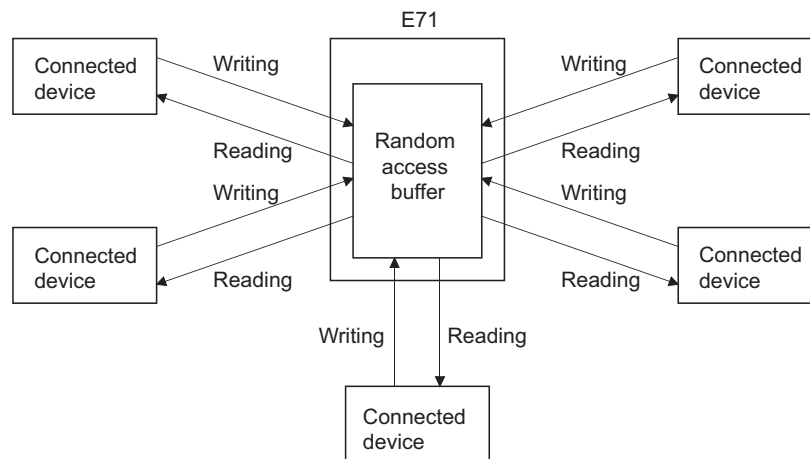 E71
Connected
device
Writing
Reading
Writing
Connected
device
Reading
Random
access
buffer
Writing
Connected
device
Reading
Writing
Reading
Connected
device
Writing
Reading
Connected
device